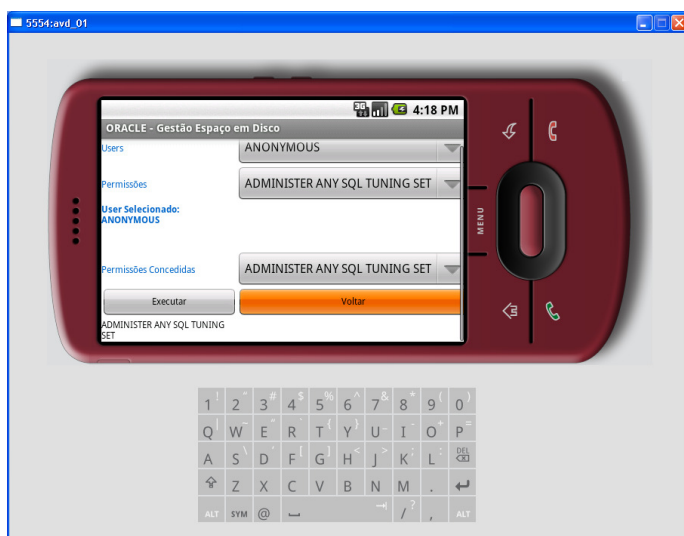 5554:avd_01
3G
4:18 PM
ORACLE - Gestão Espaço em Disco
Users
ANONYMOUS
Permissões
ADMINISTER ANY SQL TUNING SET
User Selecionado:
ANONYMOUS
Permissões Concedidas
ADMINISTER ANY SQL TUNING SET
Executar
Voltar
ADMINISTER ANY SQL TUNING
SET
MENU
1 ! 2 " 3 # 4 $ 5 % 6 ^ 7 & 8 * 9 ( 0 )
Q | W ~ E " R ` T { Y } U _ I - O + P =
A S \ D ' F [ G ] H < J > K ; L : DEL
Z X C V B N M .
ALT SYM @ / ? , ALT